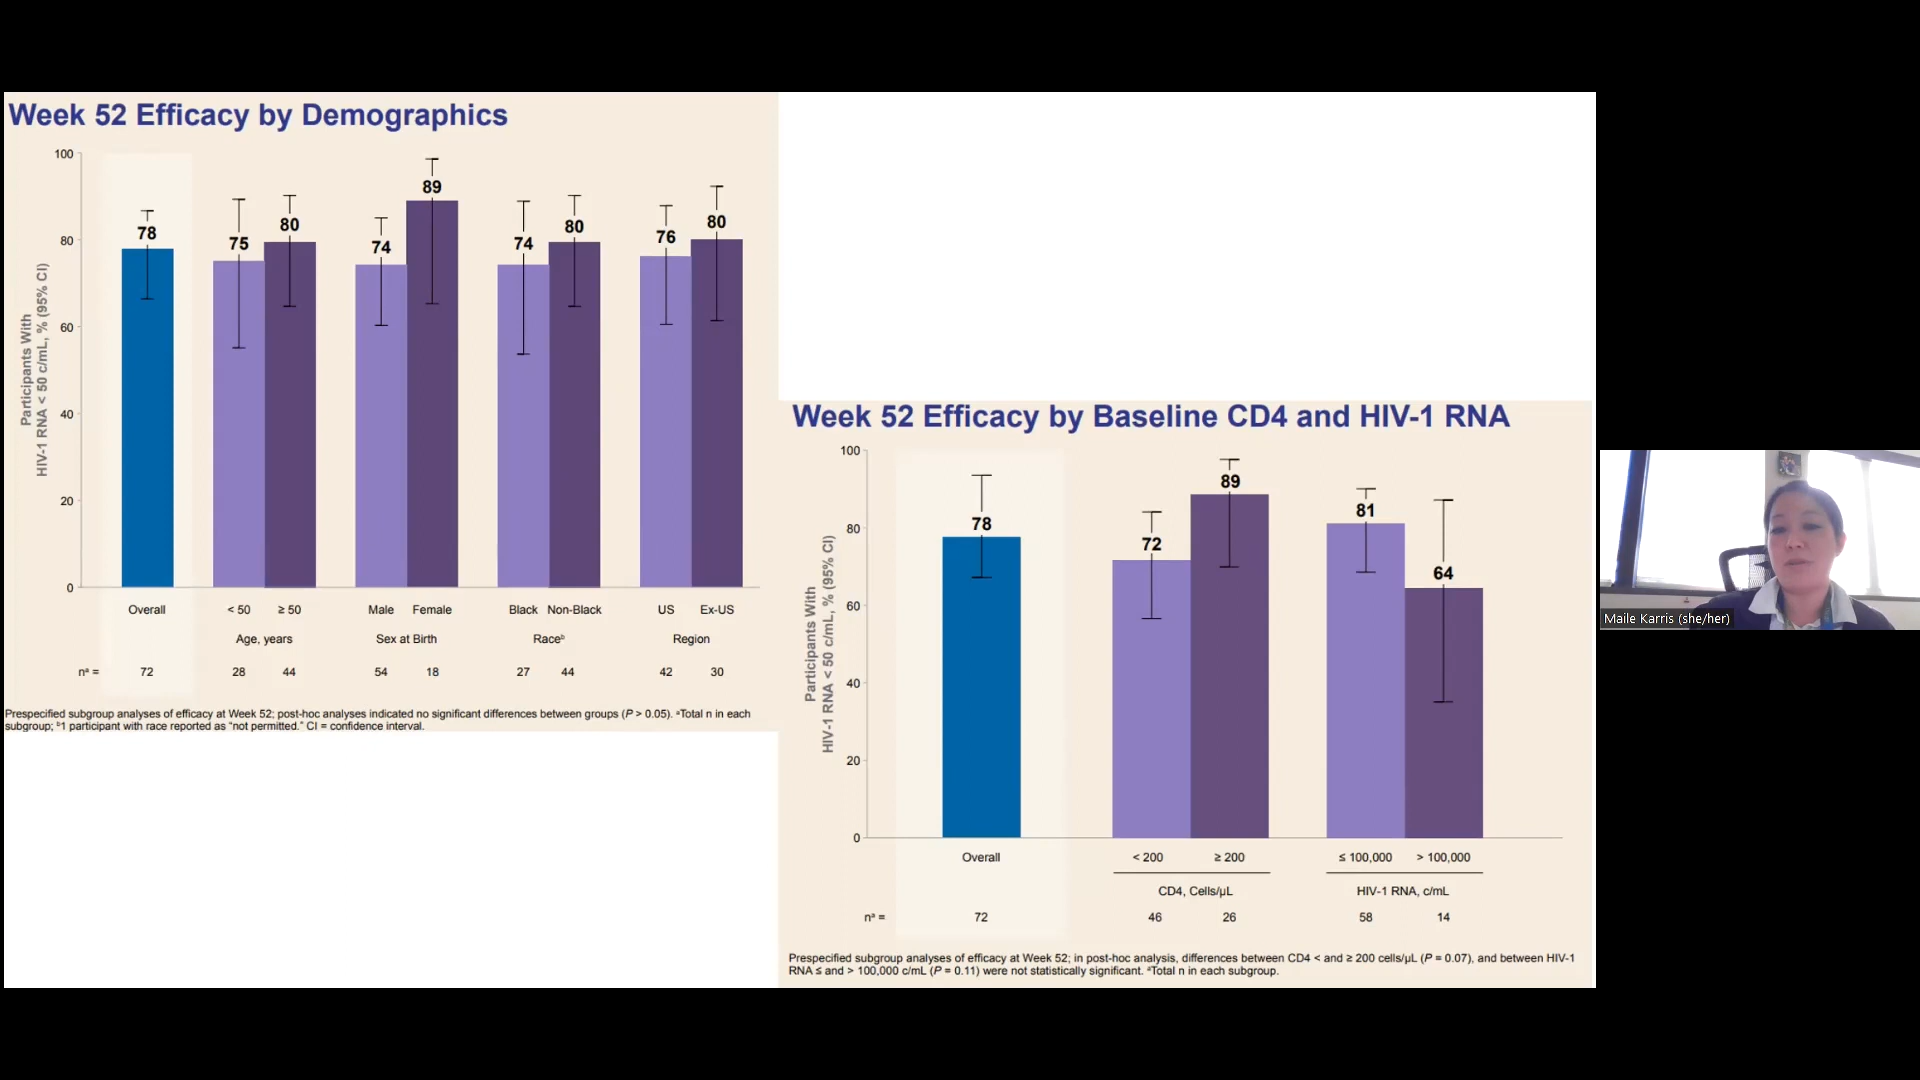 Week 52 Efficacy by Demographics
Participants With
HIV-1 RNA < 50 c/mL, % (95% CI)
100
80
60
40
20
0
78
75
80
74
89
74
80
76
80
Overall
< 50
≥ 50
Male
Female
Black
Non-Black
US
Ex-US
Age, years
Sex at Birth
Raceᵇ
Region
nᵃ =
72
28
44
54
18
27
44
42
30
Prespecified subgroup analyses of efficacy at Week 52; post-hoc analyses indicated no significant differences between groups (P > 0.05). ᵃTotal n in each
subgroup; ᵇ1 participant with race reported as “not permitted.” CI = confidence interval.
Week 52 Efficacy by Baseline CD4 and HIV-1 RNA
Participants With
HIV-1 RNA < 50 c/mL, % (95% CI)
100
80
60
40
20
0
78
72
89
81
64
Overall
< 200
≥ 200
≤ 100,000
> 100,000
CD4, Cells/µL
HIV-1 RNA, c/mL
nᵃ =
72
46
26
58
14
Prespecified subgroup analyses of efficacy at Week 52; in post-hoc analysis, differences between CD4 < and ≥ 200 cells/µL (P = 0.07), and between HIV-1
RNA ≤ and > 100,000 c/mL (P = 0.11) were not statistically significant. ᵃTotal n in each subgroup.
Maile Karris (she/her)